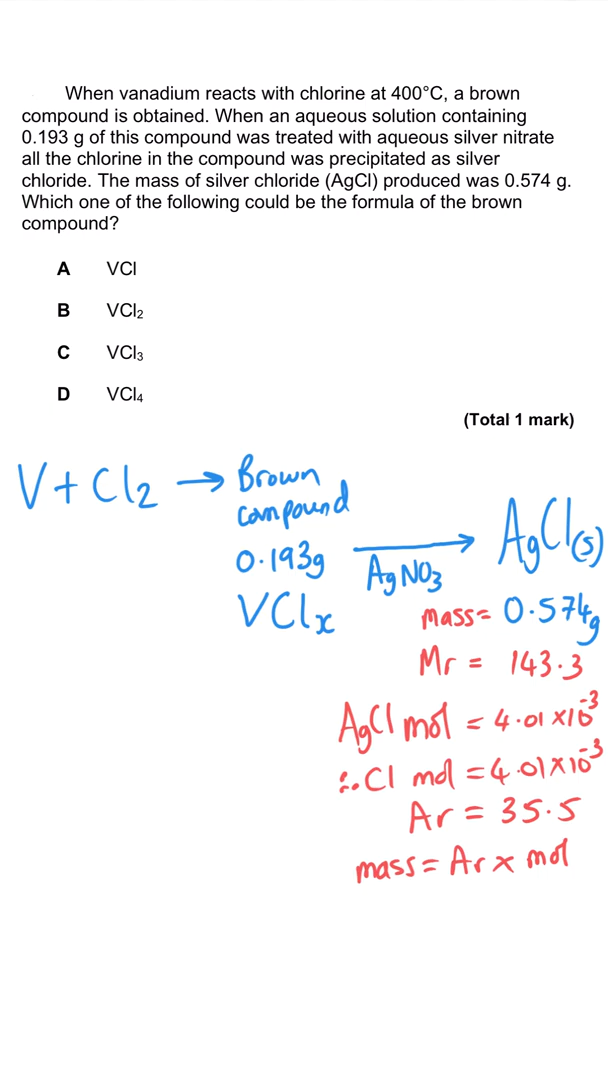 When vanadium reacts with chlorine at 400°C, a brown
compound is obtained. When an aqueous solution containing
0.193 g of this compound was treated with aqueous silver nitrate
all the chlorine in the compound was precipitated as silver
chloride. The mass of silver chloride (AgCl) produced was 0.574 g.
Which one of the following could be the formula of the brown
compound?
A VCl
B VCl₂
C VCl₃
D VCl₄
(Total 1 mark)
V + Cl₂ → Brown
compound
0.193g
VClₓ
→
AgNO₃
AgCl(s)
mass = 0.574g
Mr = 143.3
AgCl mol = 4.01 × 10⁻³
∴ Cl mol = 4.01 × 10⁻³
Ar = 35.5
mass = Ar × mol